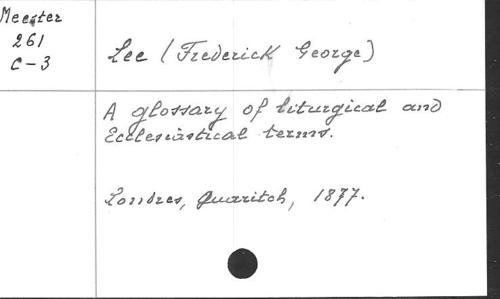 Meester
261
C-3
Lee (Frederick George)
A glossary of liturgical and
Ecclesiastical terms.
Londres, Quaritch, 1877.